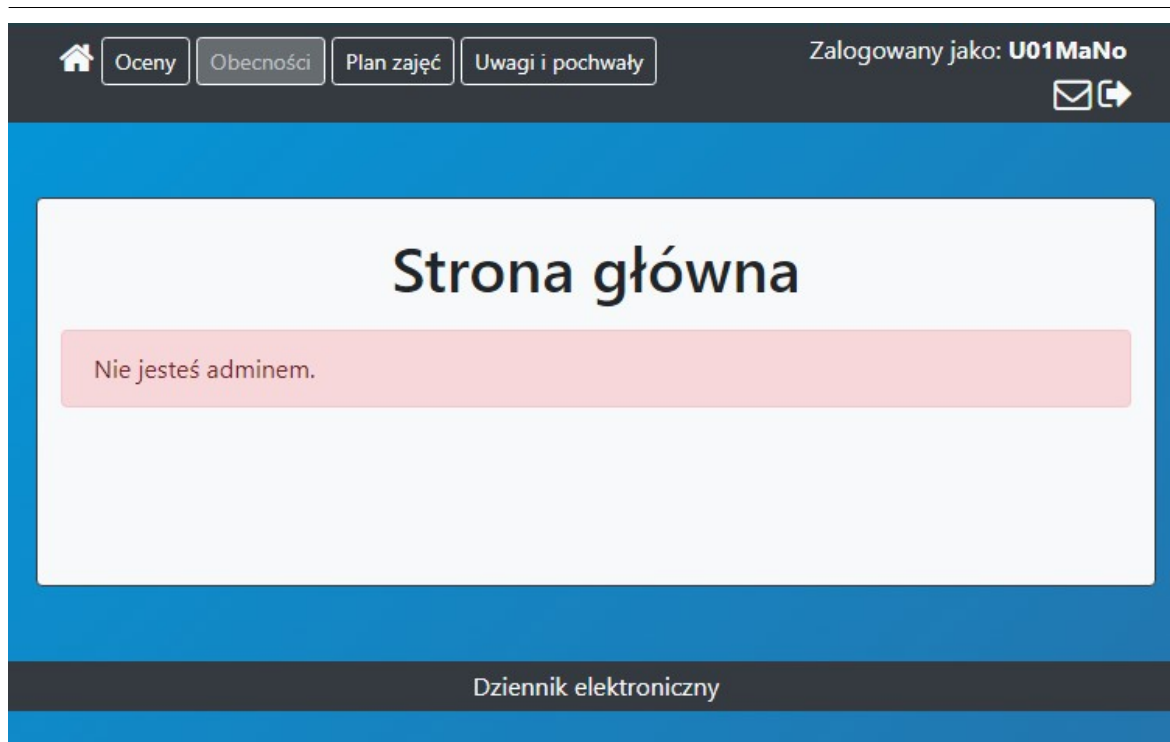 Oceny Obecności Plan zajęć Uwagi i pochwały Zalogowany jako: U01MaNo
Strona główna
Nie jesteś adminem.
Dziennik elektroniczny